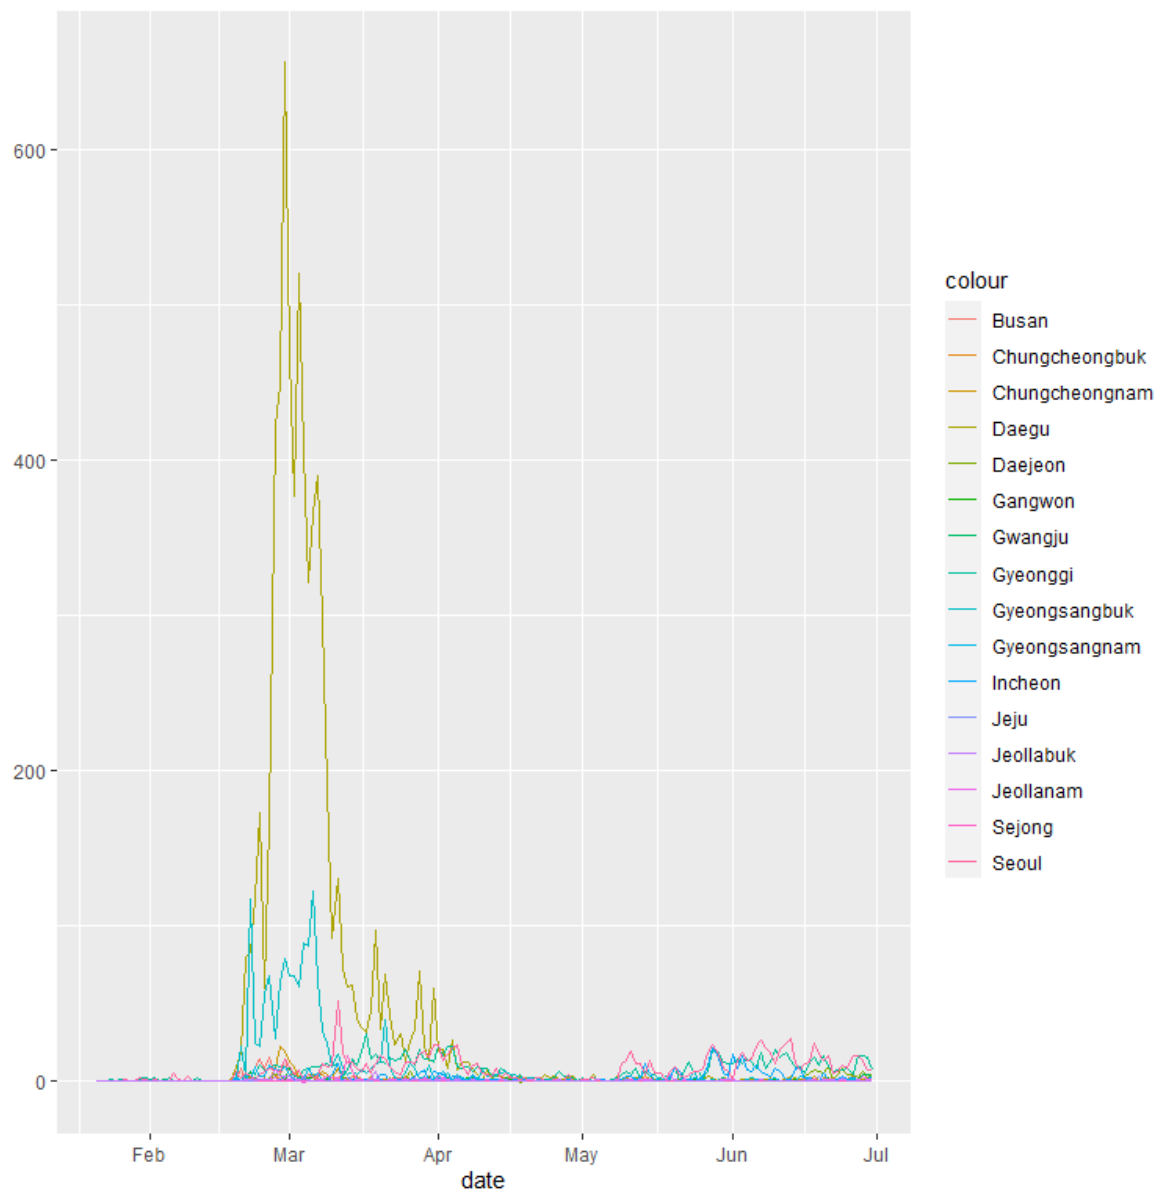 600
400
200
0
Feb Mar Apr May Jun Jul
date
colour
Busan
Chungcheongbuk
Chungcheongnam
Daegu
Daejeon
Gangwon
Gwangju
Gyeonggi
Gyeongsangbuk
Gyeongsangnam
Incheon
Jeju
Jeollabuk
Jeollanam
Sejong
Seoul